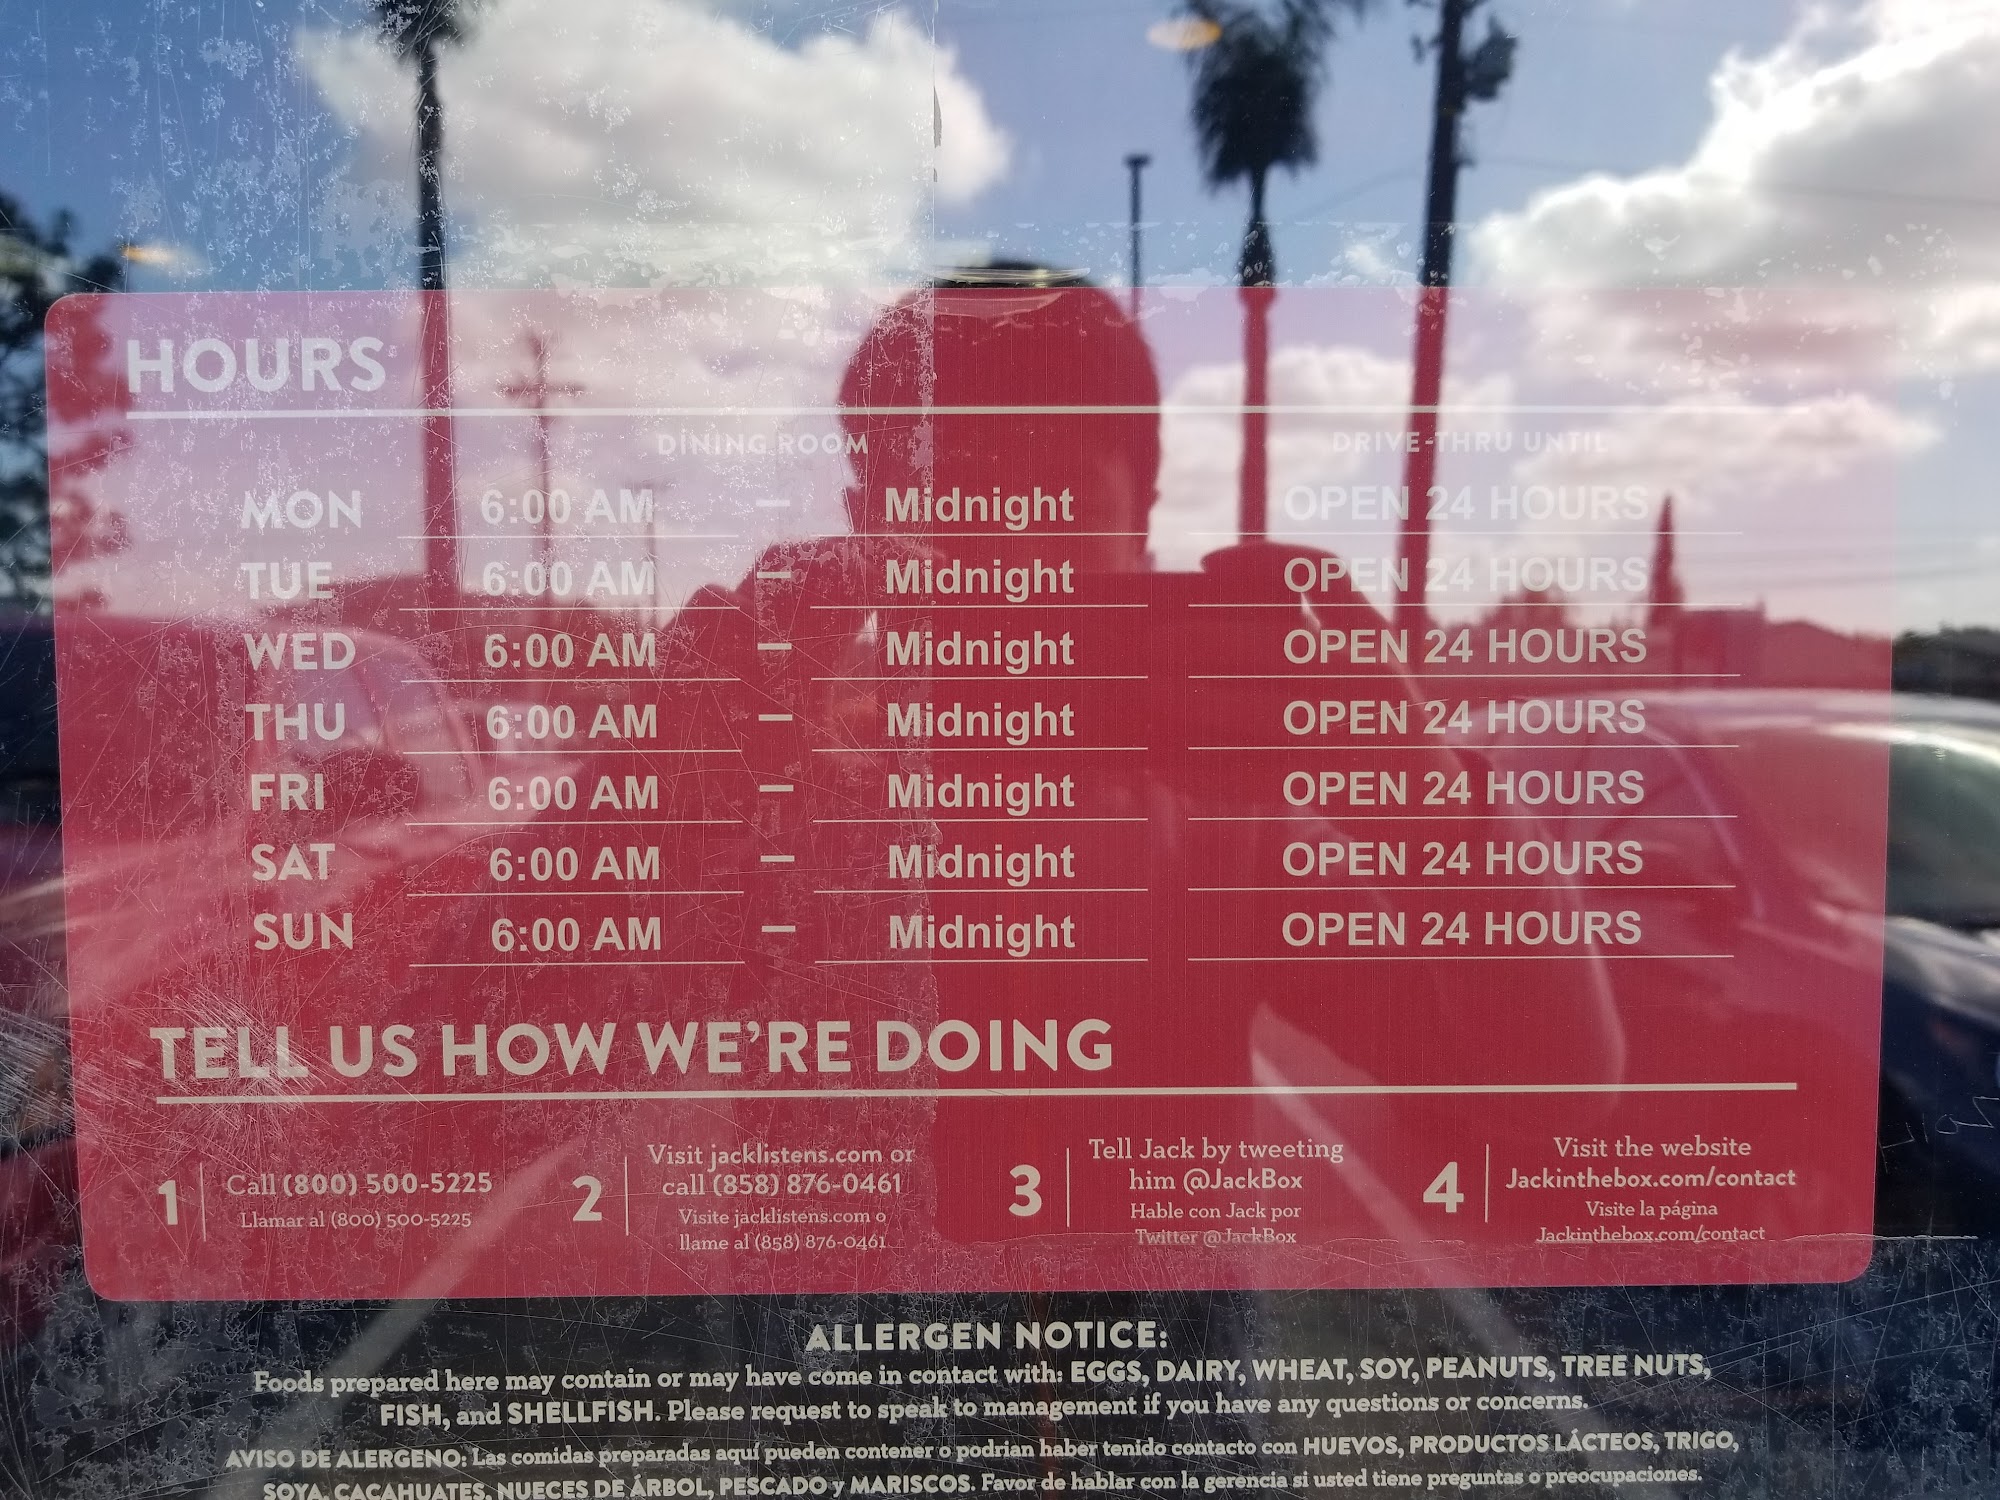 HOURS
DINING ROOM DRIVE-THRU UNTIL
MON 6:00 AM — Midnight OPEN 24 HOURS
TUE 6:00 AM — Midnight OPEN 24 HOURS
WED 6:00 AM — Midnight OPEN 24 HOURS
THU 6:00 AM — Midnight OPEN 24 HOURS
FRI 6:00 AM — Midnight OPEN 24 HOURS
SAT 6:00 AM — Midnight OPEN 24 HOURS
SUN 6:00 AM — Midnight OPEN 24 HOURS
TELL US HOW WE'RE DOING
1
Call (800) 500-5225
Llamar al (800) 500-5225
2
Visit jacklistens.com or
call (858) 876-0461
Visite jacklistens.com o
llame al (858) 876-0461
3
Tell Jack by tweeting
him @JackBox
Hable con Jack por
Twitter @JackBox
4
Visit the website
Jackinthebox.com/contact
Visite la página
Jackinthebox.com/contact
ALLERGEN NOTICE:
Foods prepared here may contain or may have come in contact with: EGGS, DAIRY, WHEAT, SOY, PEANUTS, TREE NUTS,
FISH, and SHELLFISH. Please request to speak to management if you have any questions or concerns.
AVISO DE ALERGENO: Las comidas preparadas aquí pueden contener o podrian haber tenido contacto con HUEVOS, PRODUCTOS LÁCTEOS, TRIGO,
SOYA, CACAHUATES, NUECES DE ÁRBOL, PESCADO y MARISCOS. Favor de hablar con la gerencia si usted tiene preguntas o preocupaciones.